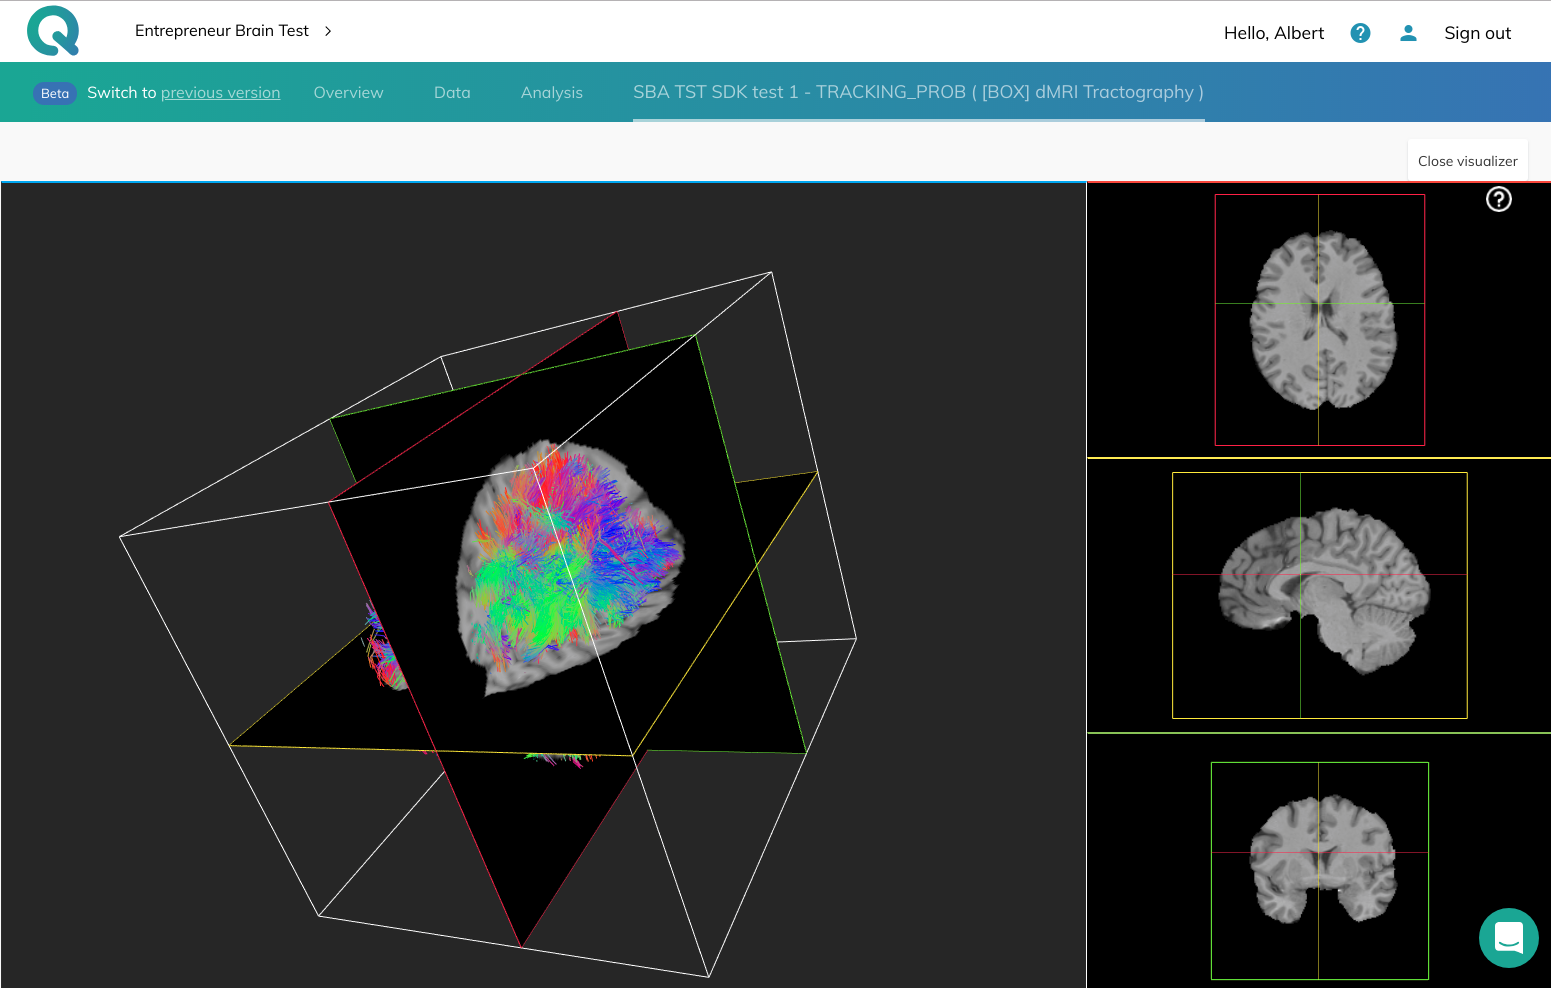 Entrepreneur Brain Test
Hello, Albert
?
Sign out
Beta
Switch to previous version
Overview
Data
Analysis
SBA TST SDK test 1 - TRACKING_PROB ( [BOX] dMRI Tractography )
Close visualizer
?